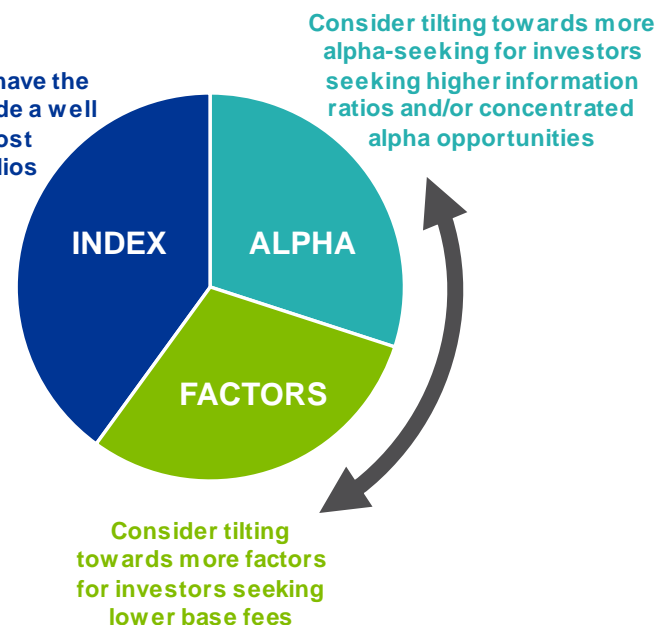 Consider tilting towards more
alpha-seeking for investors
seeking higher information
ratios and/or concentrated
alpha opportunities
have the
de a well
ost
lios
INDEX
ALPHA
FACTORS
Consider tilting
towards more factors
for investors seeking
lower base fees